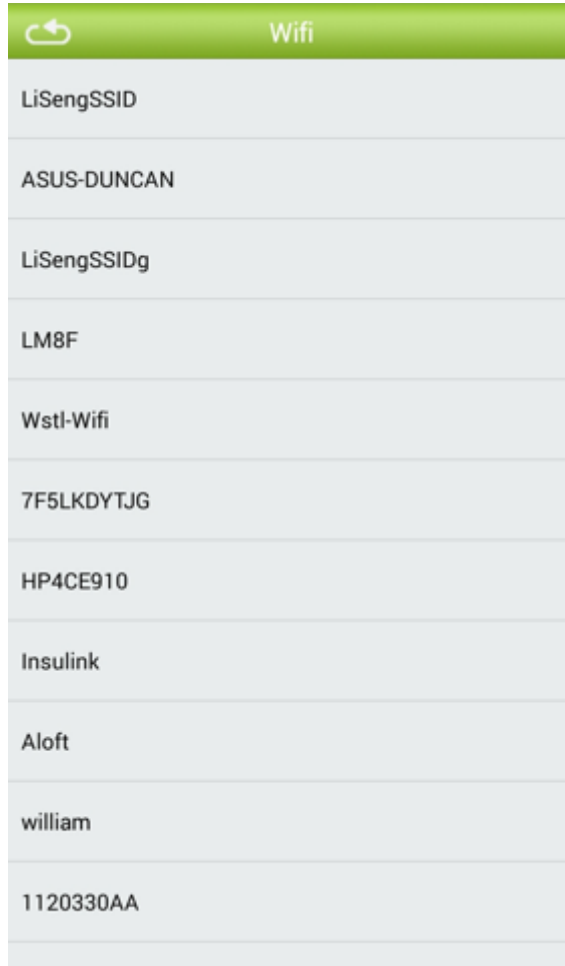 Wifi
LiSengSSID
ASUS-DUNCAN
LiSengSSIDg
LM8F
Wstl-Wifi
7F5LKDYTJG
HP4CE910
Insulink
Aloft
william
1120330AA